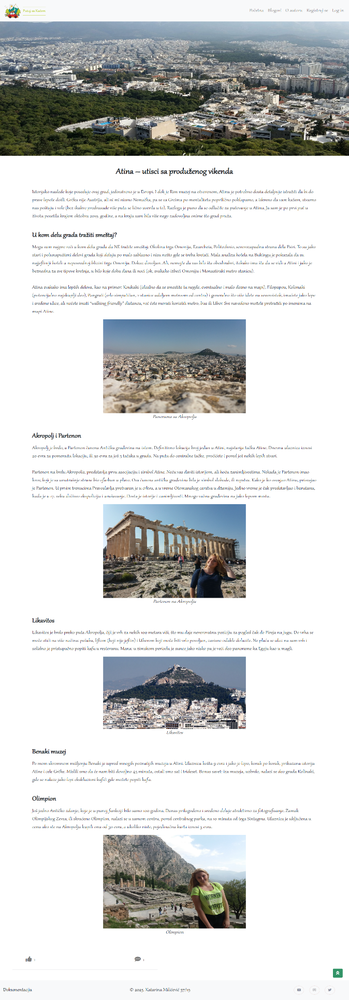 Putuj sa Kaćom
Početna Blogovi O autoru Registruj se Log in
Atina – utisci sa produženog vikenda
Istorijsko nasleđe koje poseduje ovaj grad, jedinstveno je u Evropi. I dok je Rim muzej na otvorenom, Atinu je potrebno dosta detaljnije istražiti da bi do
prave lepote došli. Grčka nije Austrija, ali ni mi nismo Nemačka, pa se sa Grcima po mentalitetu poprilično poklapamo, a iskreno da vam kažem, stvarno
nas poštuju i vole (bez ikakve predrasude više puta se lično uverila u to). Razloga je puno da se odlučite za putovanje u Atinu. Ja sam je po prvi put u
životu posetila krajem oktobra 2019. godine, a na kraju sam bila više nego zadovoljna onime što grad pruža.
U kom delu grada tražiti smeštaj?
Mogu vam najpre reći u kom delu grada da NE tražite smeštaj: Okolina trga Omonija, Exarcheia, Politechnio, severozapadna strana dela Psiri. To su jako
stari i polunapušteni delovi grada koji deluju po malo sablasno i nisu nešto gde se treba kretati. Mala analiza hotela na Bukingu je pokazala da su
najjeftiniji hoteli u neposrednoj blizini trga Omonija. Dokaz dovoljan. Ali, nemojte da vas bilo šta obeshrabri, itekako ima šta da se vidi u Atini i jako je
bezbedna za sve tipove kretnja, u bilo koje doba dana ili noći (ok, svakako izbeći Omoniju i Monastiraki metro stanicu).
Atina svakako ima lepših delova, kao na primer: Koukaki (idealno da se smestite tu negde, eventualno i malo desno na mapi), Filopapou, Kolonaki
(potencijalno najskuplji deo), Pangrati (vrlo simpatičan, 2 stanice udaljen metroom od centra) i generalno što više idete na severoistok, imaćete jako lepe
i sređene ulice, ali nećete imati "walking friendly" distancu, već ćete morati koristiti metro, bus ili Uber. Sve navedeno možete pretražiti po imenima na
mapi Atine.
Panorama sa Akropolja
Akropolj i Partenon
Akropolj je brdo, a Partenon čuvena Antička građevina na istom. Definitivno lokacija broj jedan u Atini, najstarija tačka Atine. Dnevna ulaznica iznosi
20 evra za pomenutu lokaciju, ili 30 evra za još 5 tačaka u gradu. Na putu do centralne tačke, proćićete i pored još nekih lepih stvari.
Partenon na brdu Akropolis, predstavlja prvu asocijaciju i simbol Atine. Neću vas daviti istorijom, ali hoću zanimljivostima. Nekada je Partenon imao
krov, koji je sa unutrašnje strane bio ofarban u plavo. Ova čuvena antička građevina bila je simbol slobode, ili ropstva. Kako je ko osvajao Atinu, prisvajao
je Partenon. U prvim trenucima Pravoslavlja pretvaran je u crkvu, a u vreme Otomanskog carstva u džamiju. Jedno vreme je čak predstavljao i barutanu,
kada je u 17. veku doživeo eksploziju i urušavanje. Dosta je istorije i zanimljivosti. Mnogo važna građevina na jako lepom mestu.
Partenon na Akropolju
Likavitos
Likavitos je brdo preko puta Akropolja, čiji je vrh za nekih 100 metara viši, što mu daje neverovatnu poziciju za pogled čak do Pireja na jugu. Do vrha se
može stići na više načina: pešaka, liftom (koji nije jeftin) i Uberom koji može biti vrlo povoljan, zavisno odakle dolazite. Ne plaća se ulaz na sam vrh i
solidno je pristupačno popiti kafu u restoranu. Mana: u zimskom periodu je sunce jako nisko pa je veći deo panorame ka Egeju kao u magli.
Likavitos
Benaki muzej
Po mom skromnom mišljenju Benaki je ispred mnogih poznatijih muzeja u Atini. Ulaznica košta 9 evra i jako je lepo, korak po korak, prikazana istorija
Atine i cele Grčke. Mislili smo da će nam biti dovoljno 45 minuta, ostali smo sat i trideset. Bonus savet: iza muzeja, uzbrdo, nalazi se deo grada Kolinaki,
gde se nalaze jako lepi ekskluzivni kafići gde možete popiti kafu.
Olimpion
Još jedno Antičko zdanje, koje je u punoj funkciji bilo samo 100 godina. Danas prilagođeno i sređeno deluje atraktivno za fotografisanje. Zamak
Olimpijskog Zevsa, ili skraćeno Olimpion, nalazi se u samom centru, pored centralnog parka, na 10 minuta od trga Sintagma. Ulaznica je uključena u
cenu ako ste na Akropolju kupili onu od 30 evra, a ukoliko niste, pojedinačna karta iznosi 5 evra.
WORKOUT
Olimpion
1 1
Dokumentacija © 2023. Katarina Milićević 57/19